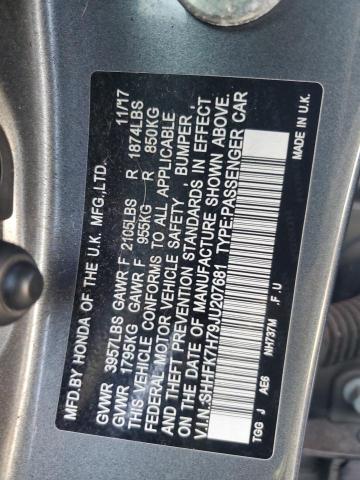 MFD.BY HONDA OF THE U.K. MFG.,LTD. 11/17
GVWR 3957LBS GAWR F 2105LBS R 1874LBS
GVWR 1795KG GAWR F 955KG R 850KG
THIS VEHICLE CONFORMS TO ALL APPLICABLE
FEDERAL MOTOR VEHICLE SAFETY , BUMPER ,
AND THEFT PREVENTION STANDARDS IN EFFECT
ON THE DATE OF MANUFACTURE SHOWN ABOVE.
V.I.N.:SHHFK7H79JU207681 TYPE:PASSENGER CAR
TGG J AE6 NH737M .F.U MADE IN U.K.